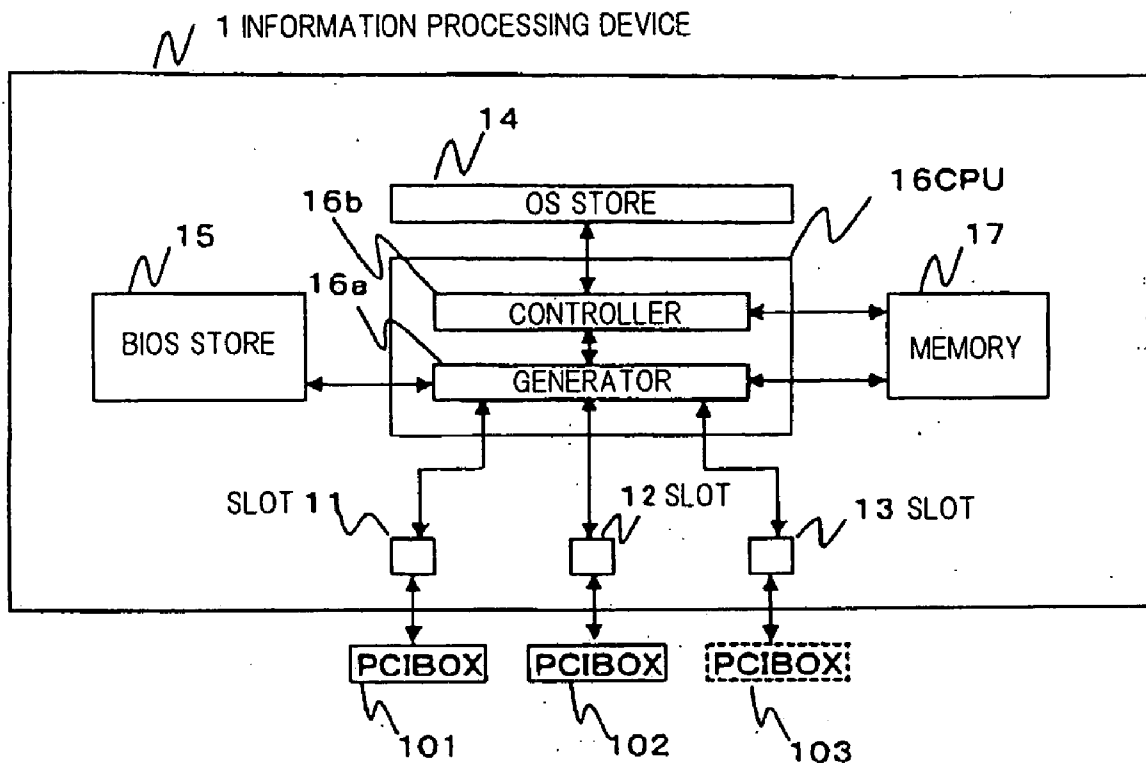 1 INFORMATION PROCESSING DEVICE
14
16CPU
OS STORE
16b
15
17
16a
CONTROLLER
BIOS STORE
MEMORY
GENERATOR
SLOT 11
12 SLOT
13 SLOT
PCIBOX
PCIBOX
PCIBOX
101
102
103